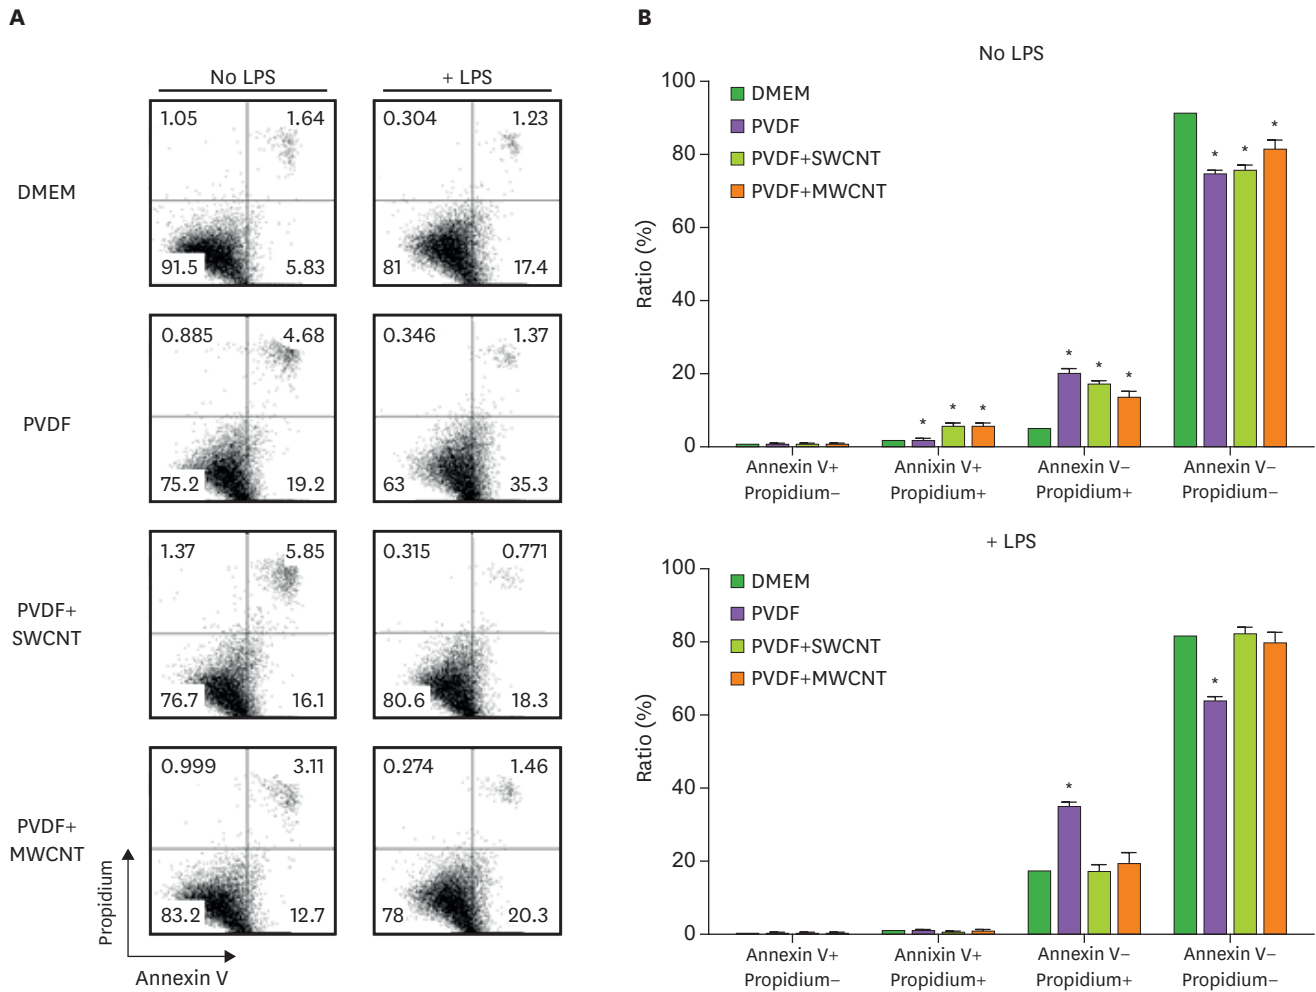 A
No LPS
+ LPS
DMEM
1.05 1.64
91.5 5.83
0.304 1.23
81 17.4
PVDF
0.885 4.68
75.2 19.2
0.346 1.37
63 35.3
PVDF+
SWCNT
1.37 5.85
76.7 16.1
0.315 0.771
80.6 18.3
PVDF+
MWCNT
0.999 3.11
83.2 12.7
0.274 1.46
78 20.3
Propidium
Annexin V
B
No LPS
Ratio (%)
100
80
60
40
20
0
DMEM
PVDF
PVDF+SWCNT
PVDF+MWCNT
* * *
* * *
* * *
Annexin V+
Propidium−
Annixin V+
Propidium+
Annexin V−
Propidium+
Annexin V−
Propidium−
+ LPS
Ratio (%)
100
80
60
40
20
0
DMEM
PVDF
PVDF+SWCNT
PVDF+MWCNT
*
*
Annexin V+
Propidium−
Annexin V+
Propidium+
Annexin V−
Propidium+
Annexin V−
Propidium−